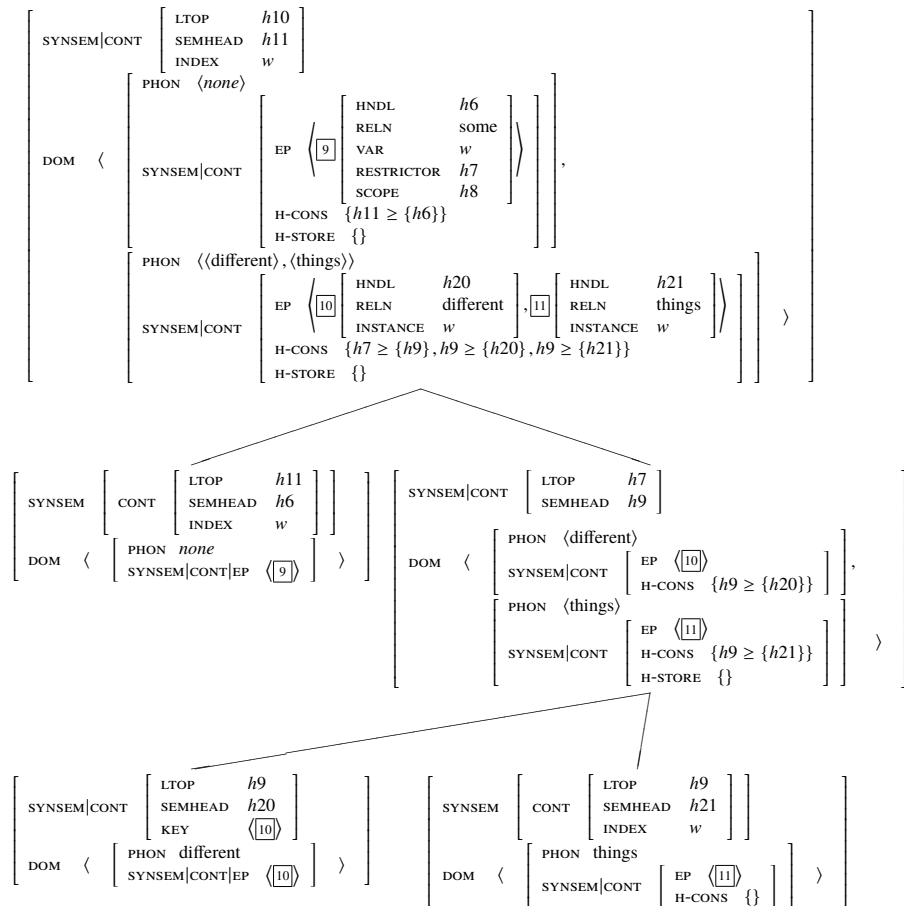 LTOP h10
SYNSEM|CONT SEMHEAD h11
INDEX w
PHON ⟨none⟩
HNDL h6
RELN some
EP ⟨ 9 VAR w ⟩
RESTRICTOR h7
DOM ⟨ SYNSEM|CONT SCOPE h8 ,
H-CONS {h11 ≥ {h6}}
H-STORE {}
PHON ⟨⟨different⟩, ⟨things⟩⟩
HNDL h20 HNDL h21
EP ⟨ 10 RELN different , 11 RELN things ⟩
INSTANCE w INSTANCE w
SYNSEM|CONT ⟩
H-CONS {h7 ≥ {h9}, h9 ≥ {h20}, h9 ≥ {h21}}
H-STORE {}
LTOP h11
SYNSEM CONT SEMHEAD h6
INDEX w
DOM ⟨ PHON none ⟩
SYNSEM|CONT|EP ⟨ 9 ⟩
SYNSEM|CONT LTOP h7
SEMHEAD h9
PHON ⟨different⟩
DOM ⟨ SYNSEM|CONT EP ⟨ 10 ⟩ ,
H-CONS {h9 ≥ {h20}}
PHON ⟨things⟩
EP ⟨ 11 ⟩
SYNSEM|CONT H-CONS {h9 ≥ {h21}} ⟩
H-STORE {}
LTOP h9
SYNSEM|CONT SEMHEAD h20
KEY ⟨ 10 ⟩
DOM ⟨ PHON different ⟩
SYNSEM|CONT|EP ⟨ 10 ⟩
LTOP h9
SYNSEM CONT SEMHEAD h21
INDEX w
PHON things
DOM ⟨ SYNSEM|CONT EP ⟨ 11 ⟩ ⟩
H-CONS {}